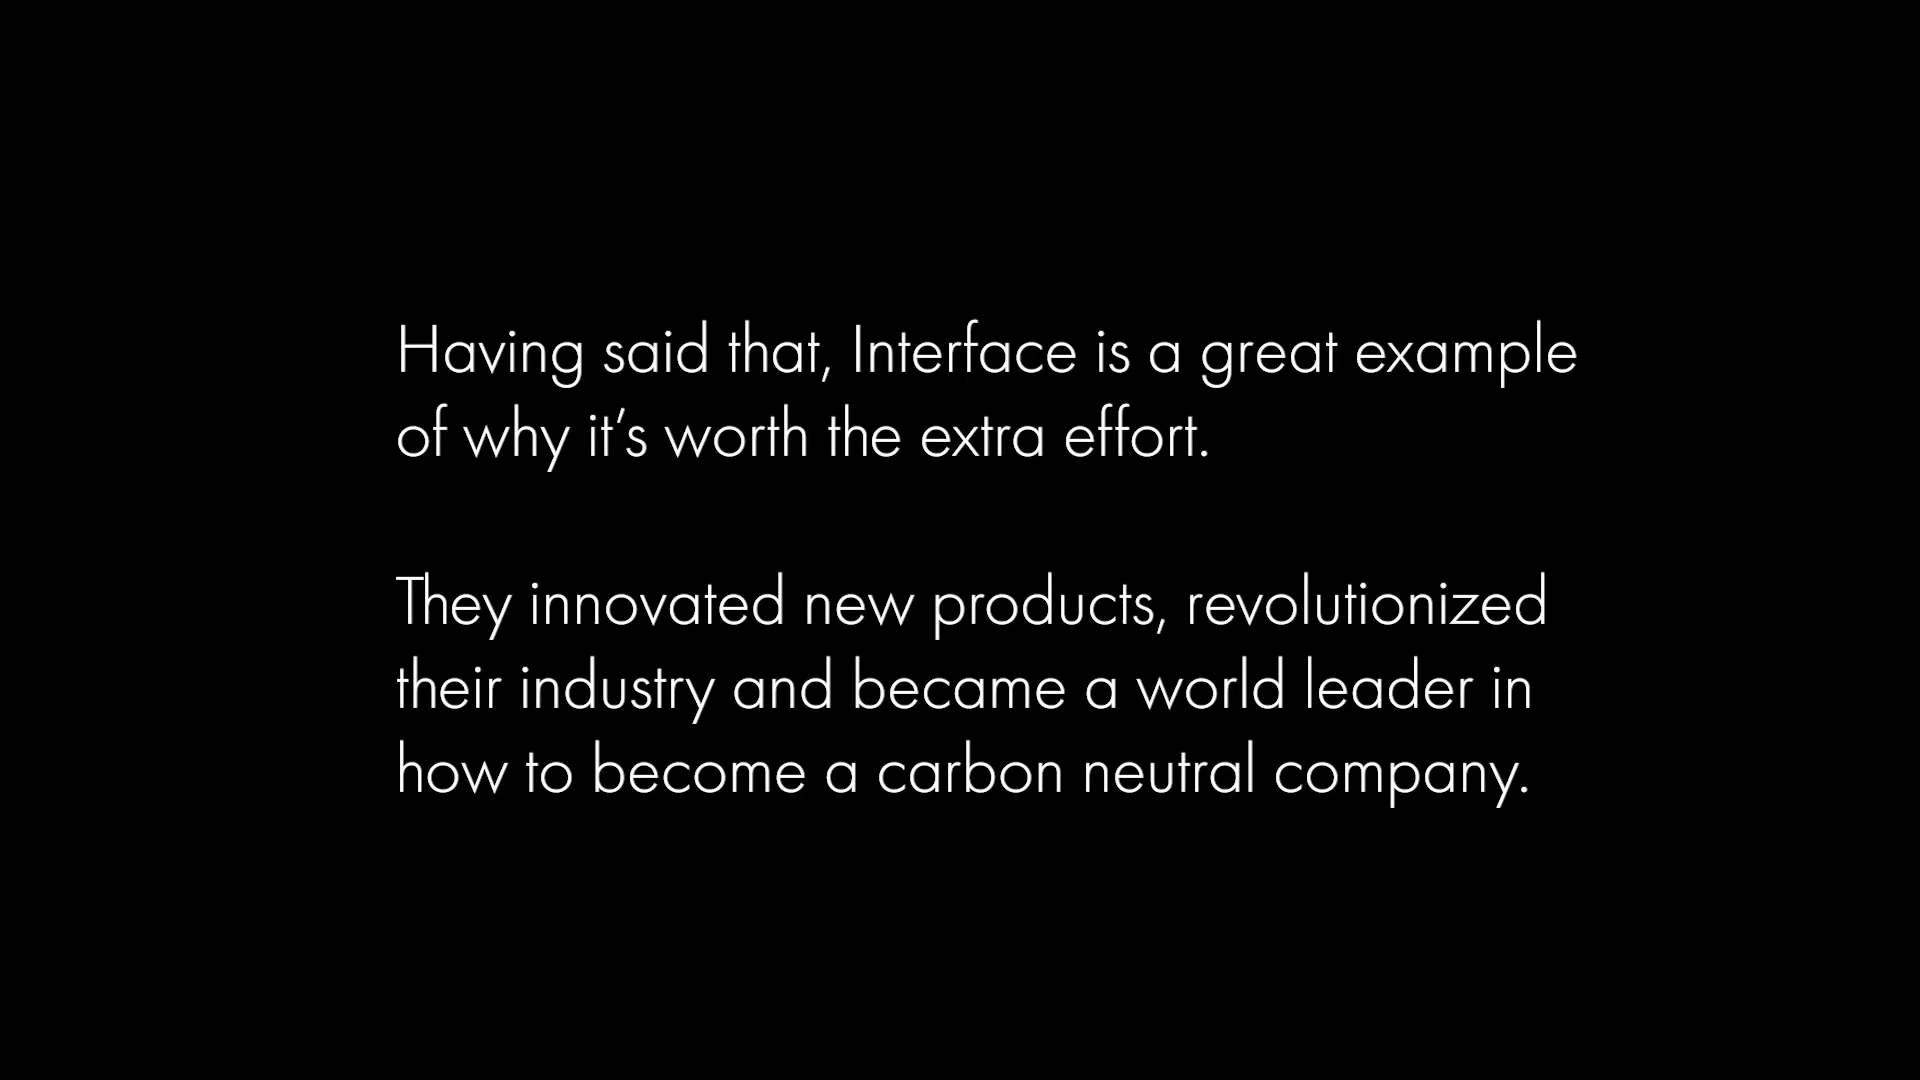 Having said that, Interface is a great example
of why it’s worth the extra effort.
They innovated new products, revolutionized
their industry and became a world leader in
how to become a carbon neutral company.